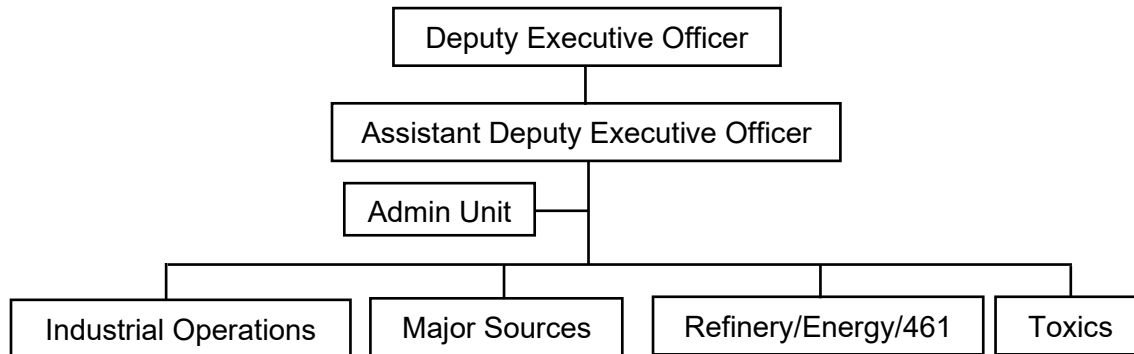 Deputy Executive Officer
Assistant Deputy Executive Officer
Admin Unit
Industrial Operations
Major Sources
Refinery/Energy/461
Toxics